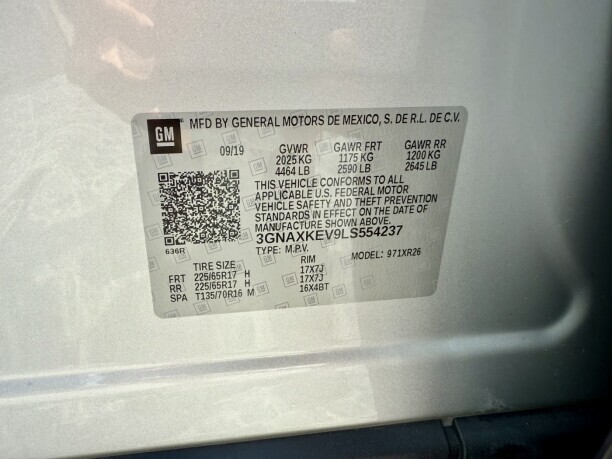 GM
MFD BY GENERAL MOTORS DE MEXICO, S. DE R.L. DE C.V.
09/19 GVWR GAWR FRT GAWR RR
2025 KG 1175 KG 1200 KG
4464 LB 2590 LB 2645 LB
THIS VEHICLE CONFORMS TO ALL
APPLICABLE U.S. FEDERAL MOTOR
VEHICLE SAFETY AND THEFT PREVENTION
STANDARDS IN EFFECT ON THE DATE OF
MANUFACTURE SHOWN ABOVE.
3GNAXKEV9LS554237
636R
TYPE: M.P.V. MODEL: 971XR26
TIRE SIZE RIM
FRT 225/65R17 H 17X7J
RR 225/65R17 H 17X7J
SPA T135/70R16 M 16X4BT